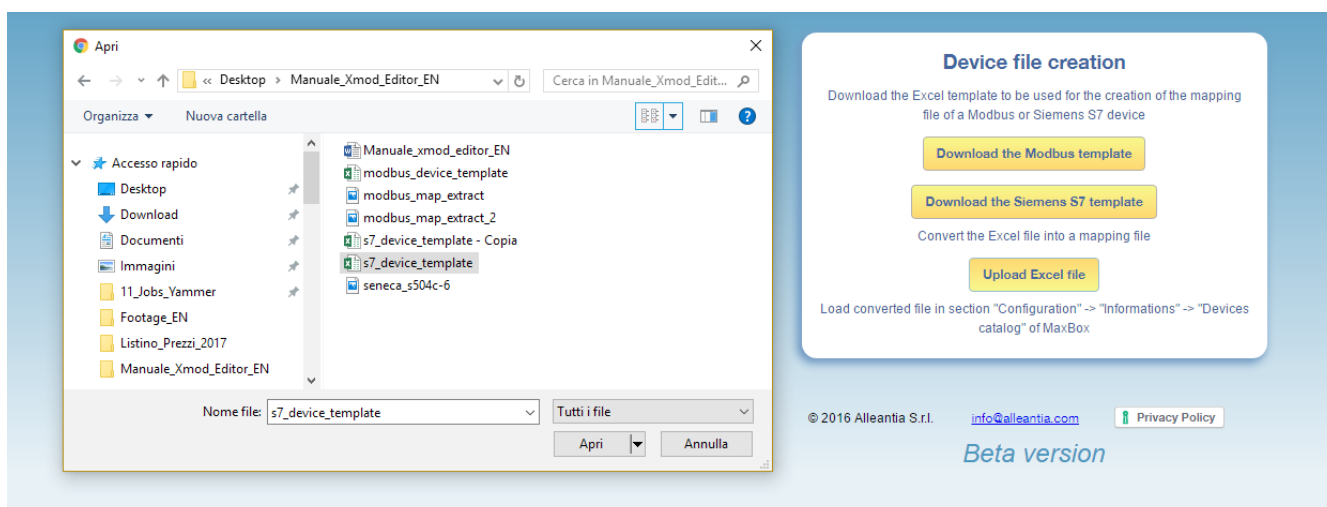 Apri
« Desktop › Manuale_Xmod_Editor_EN
Cerca in Manuale_Xmod_Edit...
Organizza
Nuova cartella
Accesso rapido
Desktop
Download
Documenti
Immagini
11_Jobs_Yammer
Footage_EN
Listino_Prezzi_2017
Manuale_Xmod_Editor_EN
Manuale_xmod_editor_EN
modbus_device_template
modbus_map_extract
modbus_map_extract_2
s7_device_template - Copia
s7_device_template
seneca_s504c-6
Nome file:
s7_device_template
Tutti i file
Apri
Annulla
Device file creation
Download the Excel template to be used for the creation of the mapping
file of a Modbus or Siemens S7 device
Download the Modbus template
Download the Siemens S7 template
Convert the Excel file into a mapping file
Upload Excel file
Load converted file in section "Configuration" -> "Informations" -> "Devices
catalog" of MaxBox
© 2016 Alleantia S.r.l.
info@alleantia.com
Privacy Policy
Beta version